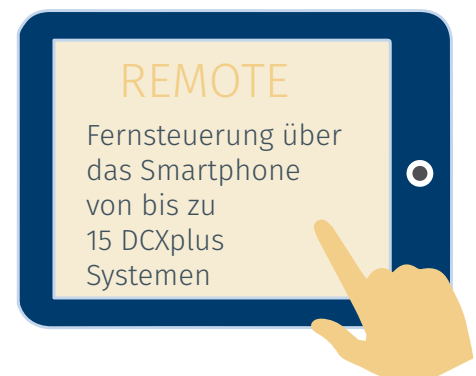 REMOTE
Fernsteuerung über
das Smartphone
von bis zu
15 DCXplus
Systemen